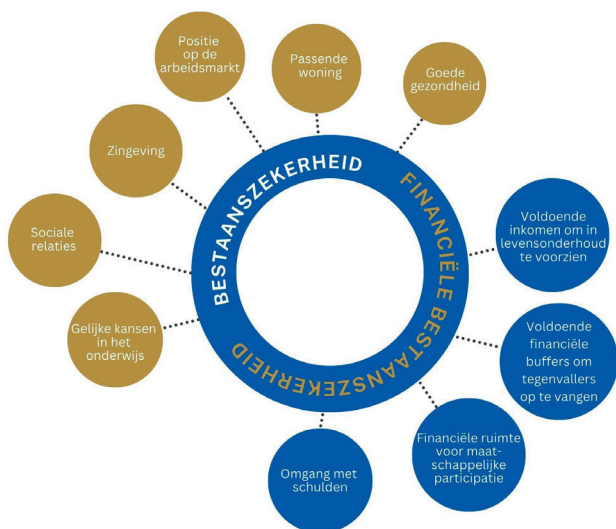 Positie
op de
arbeidsmarkt
Passende
woning
Goede
gezondheid
Zingeving
Sociale
relaties
Gelijke kansen
in het
onderwijs
BESTAANSZEKERHEID
FINANCIËLE BESTAANSZEKERHEID
Voldoende
inkomen om in
levensonderhoud
te voorzien
Voldoende
financiële
buffers om
tegenvallers
op te vangen
Financiële ruimte
voor maat-
schappelijke
participatie
Omgang met
schulden